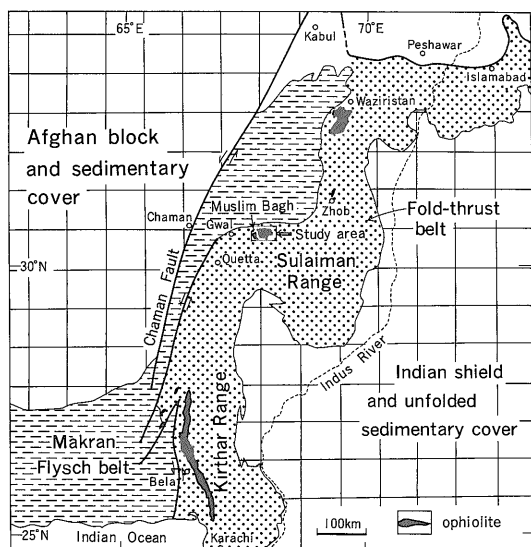 65°E
70°E
Kabul
Peshawar
Islamabad
Waziristan
Afghan block
and sedimentary
cover
Zhob
Muslim Bagh
Chaman
Gwal
Study area
Fold-thrust
belt
Quetta
30°N
Sulaiman
Range
Chaman Fault
Indus River
Indian shield
and unfolded
sedimentary cover
Kirthar Range
Makran
Flysch belt
Bela
100km
ophiolite
25°N
Indian Ocean
Karachi